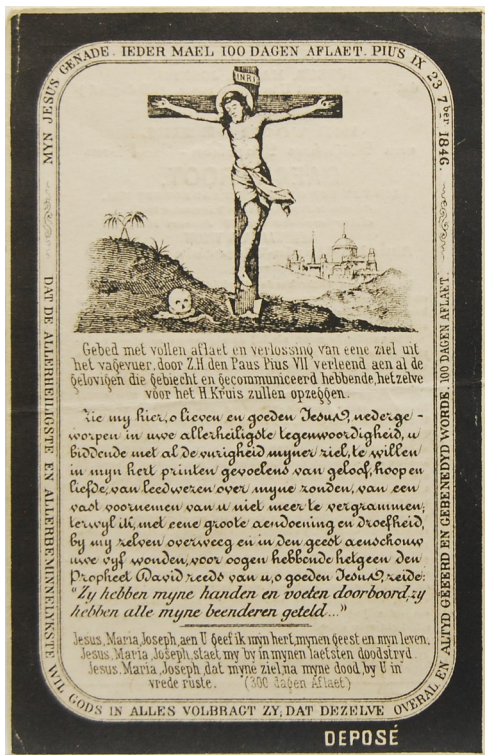 JESUS' NAM GENADE. IEDER MAEL 100 DAGEN AFLAET. PIUS IX 23 7ber 1846.
DAT DE ALLERHEILIGSTE EN ALLERBEMINNELYKSTE WIL GODS IN ALLES VOLBRAGT ZY; DAT DEZELVE OVERAL EN ALTYD GEËERD EN GEBENEDYD WORDE. 100 DAGEN AFLAET.
INRI
Gebed met vollen aflaet en verlossing van eene ziel uit
het vagevuer, door Z.H. den Paus Pius VII verleend aen al de
gelovigen die gebiecht en gecommuniceerd hebbende, hetzelve
voor het H. Kruis zullen opzeggen.
Zie my hier, o lieven en goeden Jesus, nederge-
worpen in uwe allerheiligste tegenwoordigheid, u
biddende met al de vurigheid myner ziel, te willen
in myn hert printen gevoelens van geloof, hoop en
liefde, van leedwezen over myne zonden, van een
vast voornemen van u niet meer te vergrammen;
terwyl ik, met eene groote aendoening en droefheid,
by my zelven overweeg en in den geest aenschouw
uwe vyf wonden, voor oogen hebbende hetgeen den
Propheet David reeds van u, o goeden Jesus, zeide:
"Zy hebben myne handen en voeten doorboord, zy
hebben alle myne beenderen geteld..."
Jesus, Maria, Joseph, aen U geef ik myn hert, mynen geest en myn leven.
Jesus, Maria, Joseph, staet my by in mynen laetsten doodstryd.
Jesus, Maria, Joseph, dat myne ziel, na myne dood, by U in
vrede ruste. (300 dagen Aflaet)
DEPOSÉ